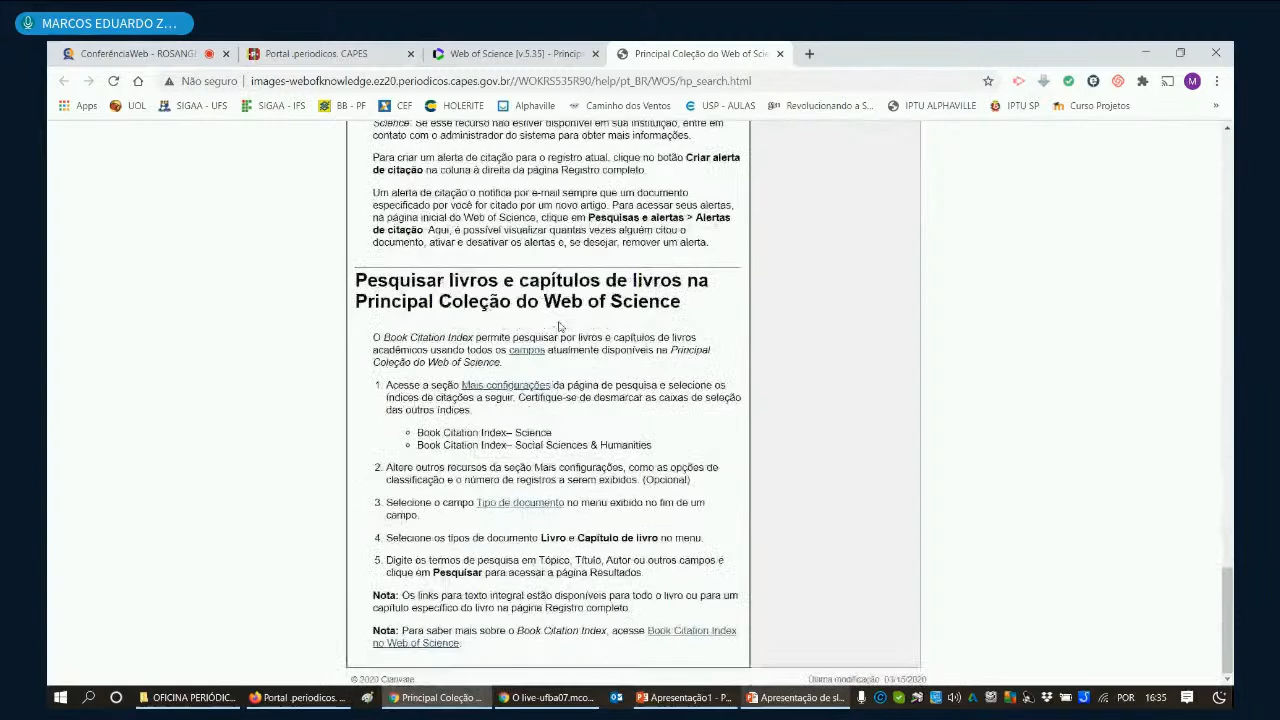 MARCOS EDUARDO Z...
ConferênciaWeb - ROSANG
Portal .periodicos. CAPES
Web of Science [v.5.35] - Princip
Principal Coleção do Web of Scie
Não seguro
images-webofknowledge.ez20.periodicos.capes.gov.br//WOKRS535R90/help/pt_BR/WOS/hp_search.html
M
Apps
UOL
SIGAA - UFS
SIGAA - IFS
BB - PF
CEF
HOLERITE
Alphaville
Caminho dos Ventos
USP - AULAS
Revolucionando a S...
IPTU ALPHAVILLE
IPTU SP
Curso Projetos
Science. Se esse recurso não estiver disponível em sua instituição, entre em
contato com o administrador do sistema para obter mais informações.
Para criar um alerta de citação para o registro atual, clique no botão Criar alerta
de citação na coluna à direita da página Registro completo.
Um alerta de citação o notifica por e-mail sempre que um documento
especificado por você for citado por um novo artigo. Para acessar seus alertas,
na página inicial do Web of Science, clique em Pesquisas e alertas > Alertas
de citação. Aqui, é possível visualizar quantas vezes alguém citou o
documento, ativar e desativar os alertas e, se desejar, remover um alerta.
Pesquisar livros e capítulos de livros na
Principal Coleção do Web of Science
O Book Citation Index permite pesquisar por livros e capítulos de livros
acadêmicos usando todos os campos atualmente disponíveis na Principal
Coleção do Web of Science.
1. Acesse a seção Mais configurações da página de pesquisa e selecione os
índices de citações a seguir. Certifique-se de desmarcar as caixas de seleção
das outros índices.
Book Citation Index– Science
Book Citation Index– Social Sciences & Humanities
2. Altere outros recursos da seção Mais configurações, como as opções de
classificação e o número de registros a serem exibidos. (Opcional)
3. Selecione o campo Tipo de documento no menu exibido no fim de um
campo.
4. Selecione os tipos de documento Livro e Capítulo de livro no menu.
5. Digite os termos de pesquisa em Tópico, Título, Autor ou outros campos e
clique em Pesquisar para acessar a página Resultados.
Nota: Os links para texto integral estão disponíveis para todo o livro ou para um
capítulo específico do livro na página Registro completo.
Nota: Para saber mais sobre o Book Citation Index, acesse Book Citation Index
no Web of Science.
© 2020 Clarivate
Última modificação 03/15/2020
OFICINA PERIÓDIC...
Portal .periodicos. ...
Principal Coleção ...
O live-ufba07.mco...
Apresentação1 - P...
Apresentação de sl...
POR
16:35